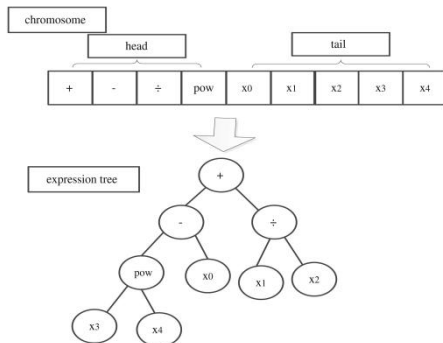 chromosome
head
tail
+ - ÷ pow x0 x1 x2 x3 x4
expression tree
+
- ÷
pow x0 x1 x2
x3 x4